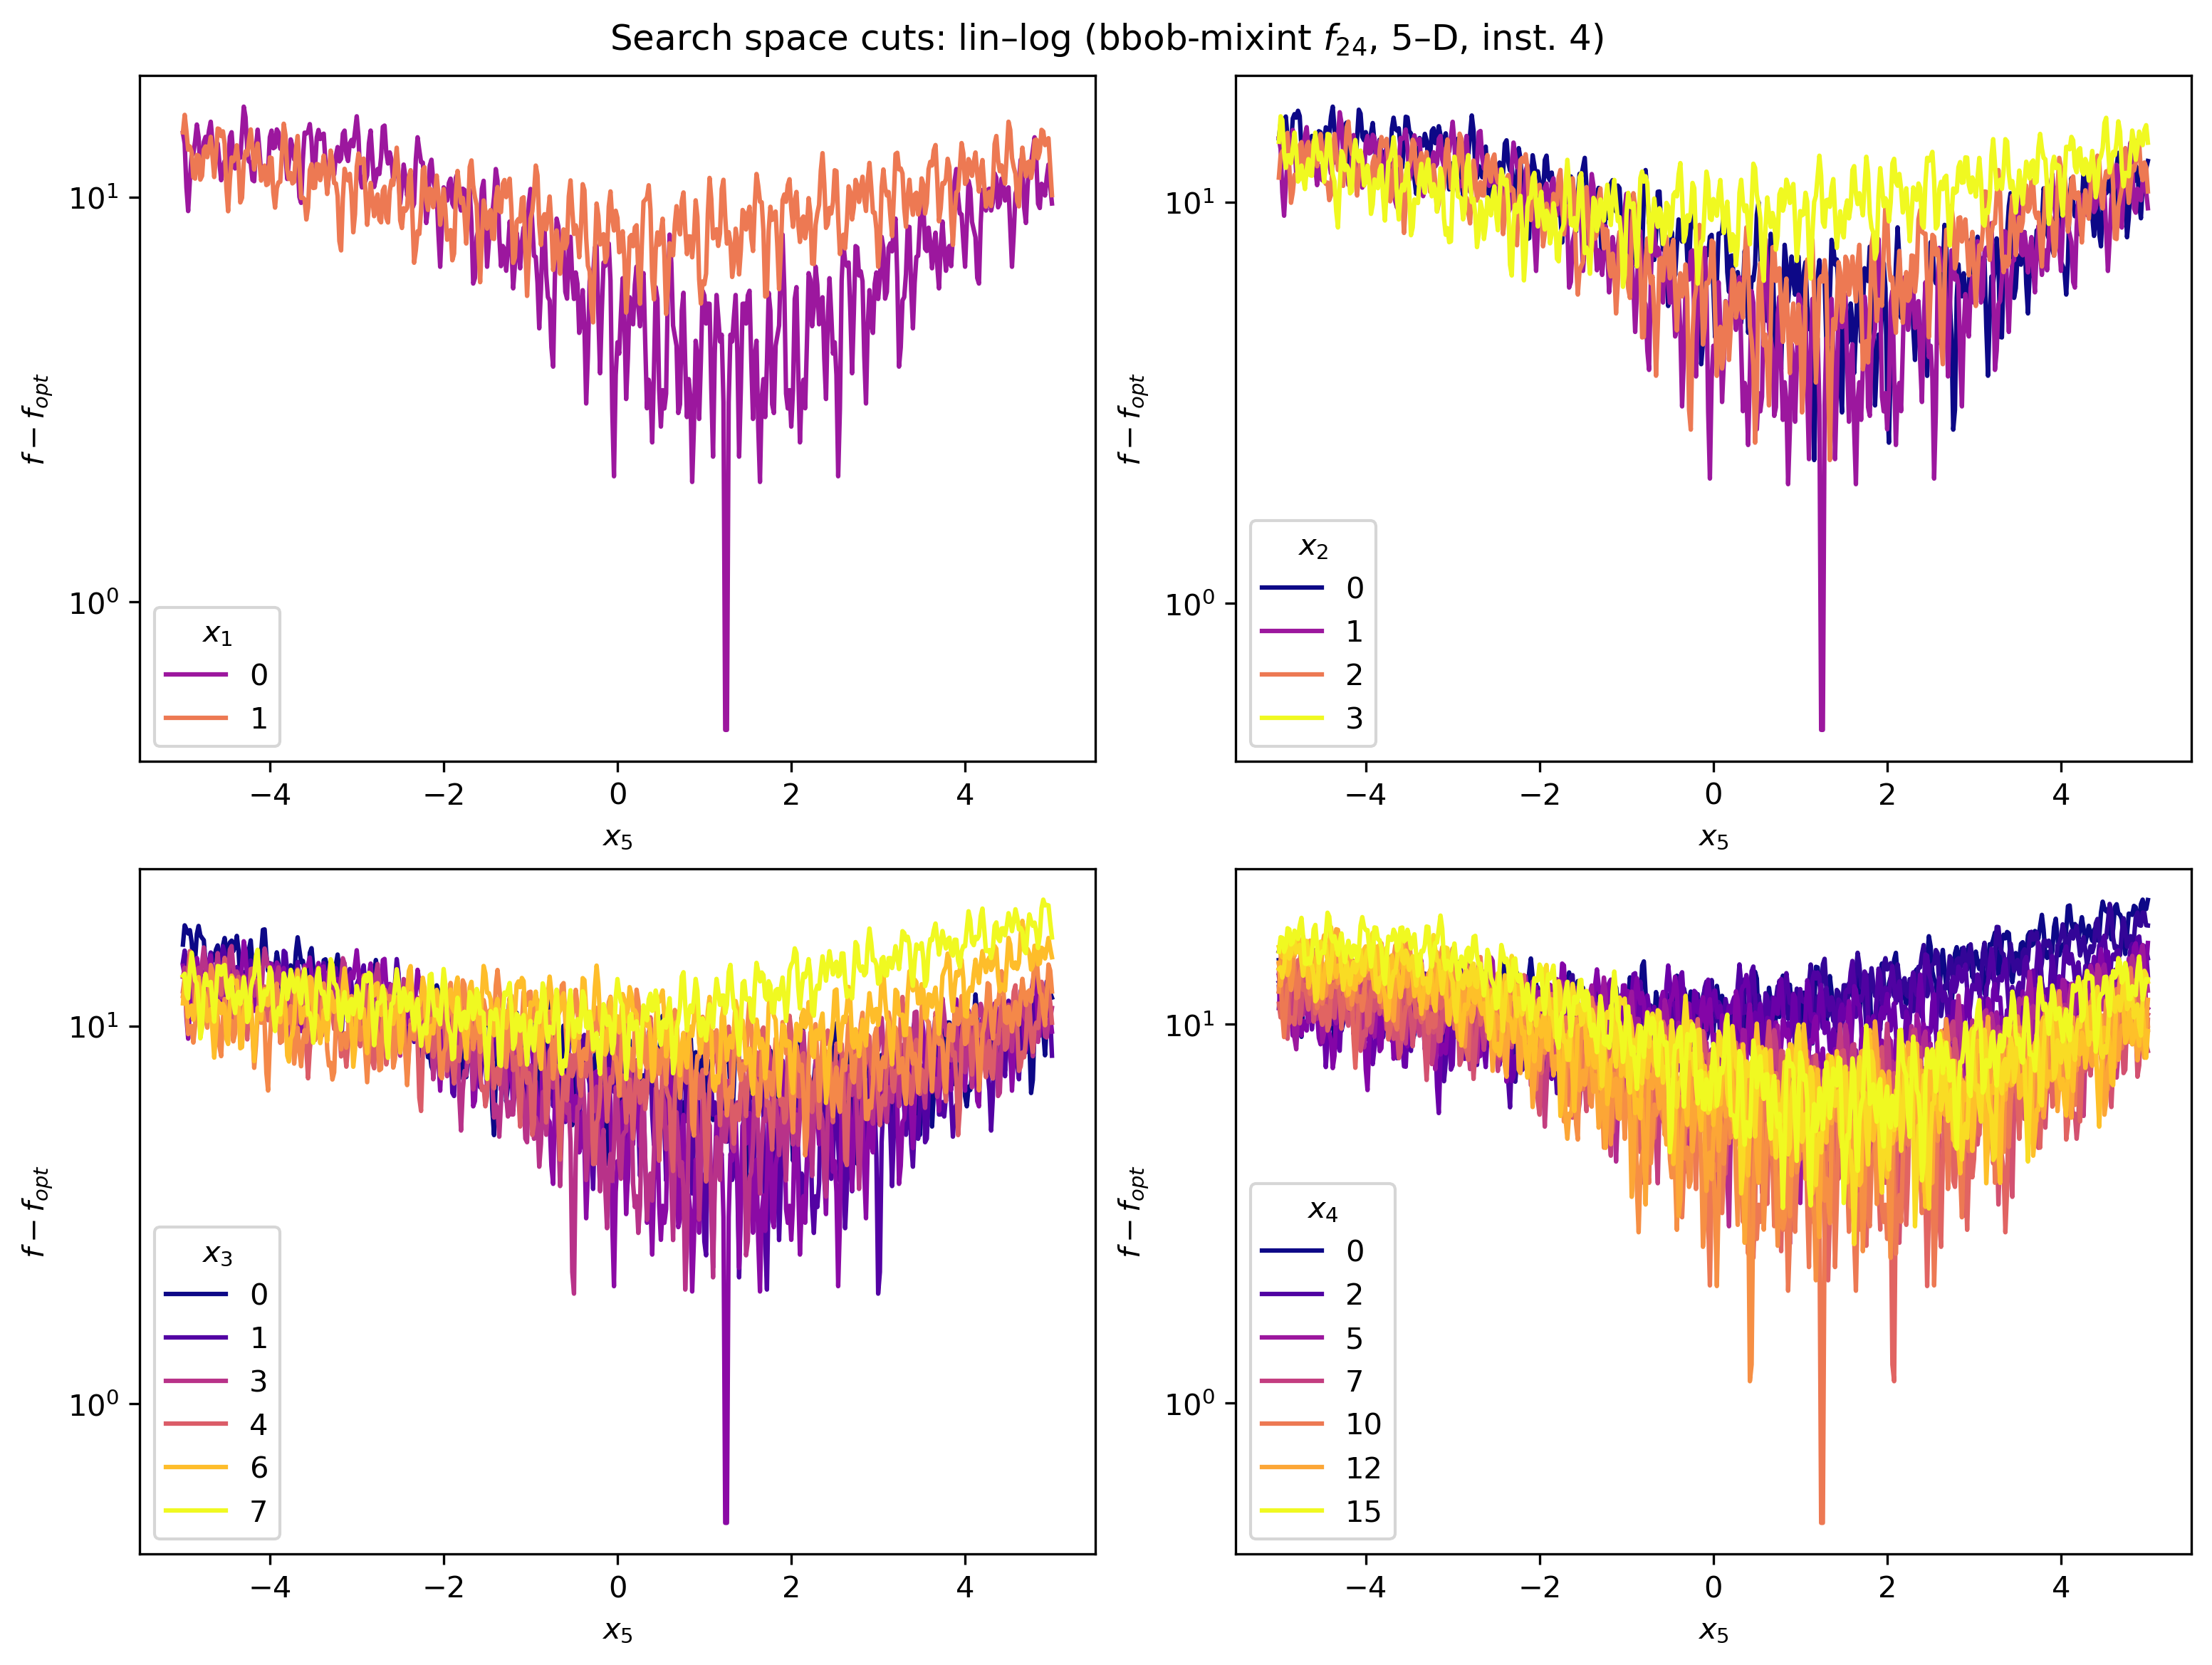 Search space cuts: lin–log (bbob-mixint f24, 5–D, inst. 4)
10^1
10^0
f − fopt
x1
0
1
−4 −2 0 2 4
x5
10^1
10^0
f − fopt
x2
0
1
2
3
−4 −2 0 2 4
x5
10^1
10^0
f − fopt
x3
0
1
3
4
6
7
−4 −2 0 2 4
x5
10^1
10^0
f − fopt
x4
0
2
5
7
10
12
15
−4 −2 0 2 4
x5